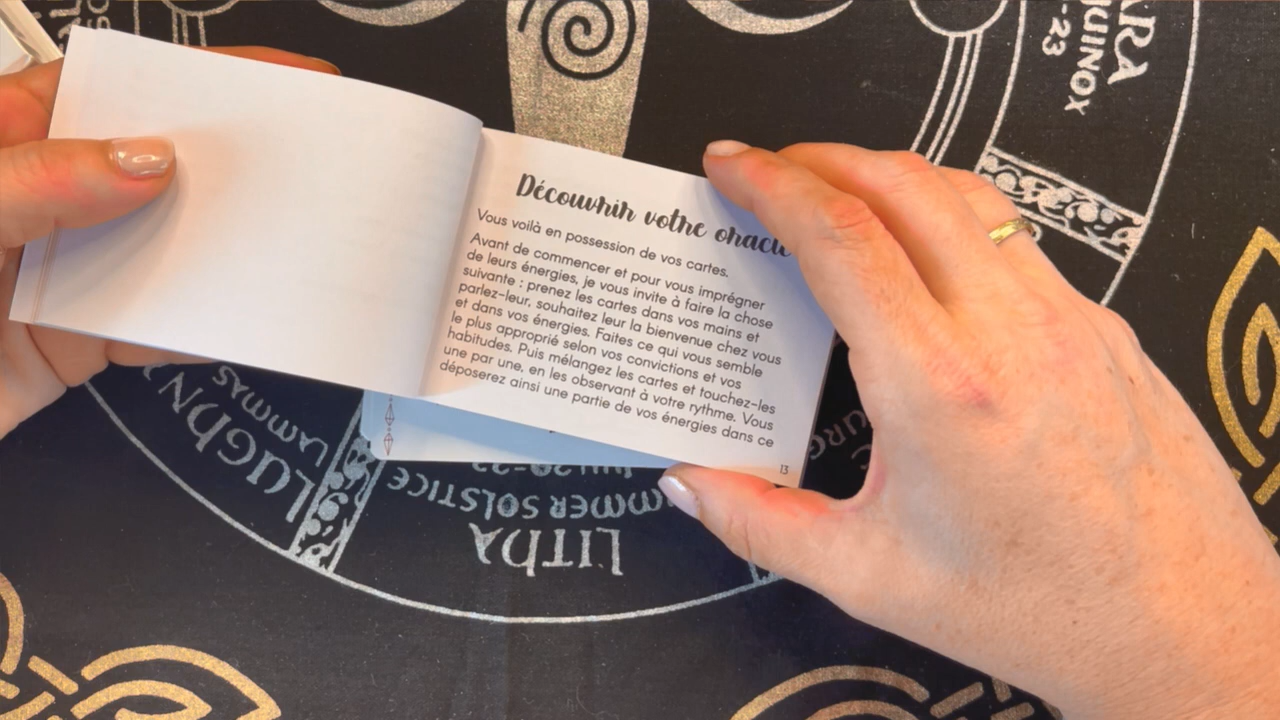 Découvrir votre oracle
Vous voilà en possession de vos cartes.
Avant de commencer et pour vous imprégner
de leurs énergies, je vous invite à faire la chose
suivante : prenez les cartes dans vos mains et
parlez-leur, souhaitez leur la bienvenue chez vous
et dans vos énergies. Faites ce qui vous semble
le plus approprié selon vos convictions et vos
habitudes. Puis mélangez les cartes et touchez-les
une par une, en les observant à votre rythme. Vous
déposerez ainsi une partie de vos énergies dans ce
13
QUINOX
-23
LAMMAS
SOLSTICE
LITHA